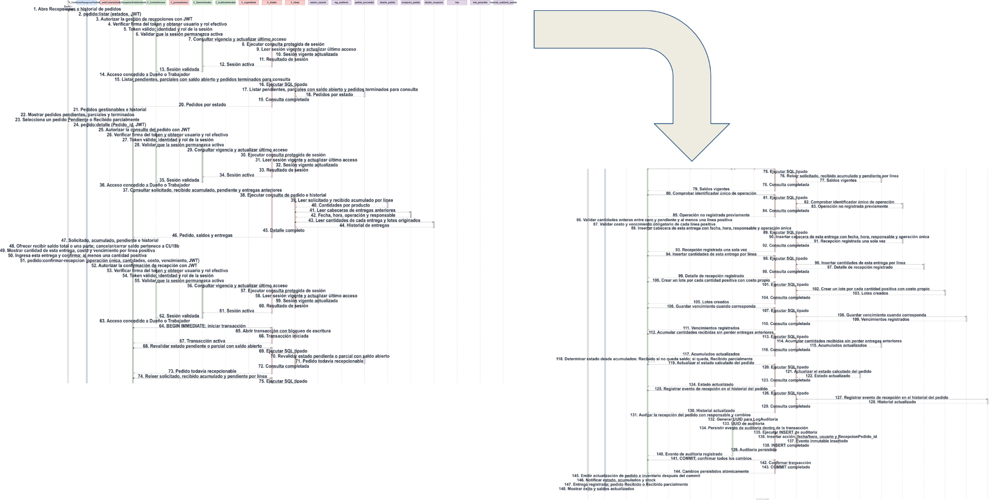 V_ConfirmarRecepcionPedido
C_webContentsSend
C_RecepcionPedidoHandler
C_ControlAcceso
C_jsonwebtoken
C_SesionHandler
C_AuditoriaHandler
C_cryptoNode
C_drizzle
C_libsql
sesion_usuario
log_auditoria
pedido_proveedor
detalle_pedido
recepcion_pedido
detalle_recepcion
lote
lote_perecible
historial_auditoria_pedido
Dueño /
1. Abre Recepciones e historial de pedidos
2. pedido:listar (estados, JWT)
3. Autorizar la gestión de recepciones con JWT
4. Verificar firma del token y obtener usuario y rol efectivo
5. Token válido; identidad y rol de la sesión
6. Validar que la sesión permanezca activa
7. Consultar vigencia y actualizar último acceso
8. Ejecutar consulta protegida de sesión
9. Leer sesión vigente y actualizar último acceso
10. Sesión vigente actualizada
11. Resultado de sesión
12. Sesión activa
13. Sesión validada
14. Acceso concedido a Dueño o Trabajador
15. Listar pendientes, parciales con saldo abierto y pedidos terminados para consulta
16. Ejecutar SQL tipado
17. Listar pendientes, parciales con saldo abierto y pedidos terminados para consulta
18. Pedidos por estado
19. Consulta completada
20. Pedidos por estado
21. Pedidos gestionables e historial
22. Mostrar pedidos pendientes, parciales y terminados
23. Selecciona un pedido Pendiente o Recibido parcialmente
24. pedido:detalle (Pedido_id, JWT)
25. Autorizar la consulta del pedido con JWT
26. Verificar firma del token y obtener usuario y rol efectivo
27. Token válido; identidad y rol de la sesión
28. Validar que la sesión permanezca activa
29. Consultar vigencia y actualizar último acceso
30. Ejecutar consulta protegida de sesión
31. Leer sesión vigente y actualizar último acceso
32. Sesión vigente actualizada
33. Resultado de sesión
34. Sesión activa
35. Sesión validada
36. Acceso concedido a Dueño o Trabajador
37. Consultar solicitado, recibido acumulado, pendiente y entregas anteriores
38. Ejecutar consulta de pedido e historial
39. Leer solicitado y recibido acumulado por línea
40. Cantidades por producto
41. Leer cabeceras de entregas anteriores
42. Fecha, hora, operación y responsable
43. Leer cantidades de cada entrega y lotes originados
44. Historial de entregas
45. Detalle completo
46. Pedido, saldos y entregas
47. Solicitado, acumulado, pendiente e historial
48. Ofrecer recibir saldo total o una parte; cancelar/cerrar saldo pertenece a CU18b
49. Mostrar cantidad de esta entrega, costo y vencimiento por línea positiva
50. Ingresa esta entrega y confirma; al menos una cantidad positiva
51. pedido:confirmar-recepcion (operación única, cantidades, costo, vencimiento, JWT)
52. Autorizar la confirmación de recepción con JWT
53. Verificar firma del token y obtener usuario y rol efectivo
54. Token válido; identidad y rol de la sesión
55. Validar que la sesión permanezca activa
56. Consultar vigencia y actualizar último acceso
57. Ejecutar consulta protegida de sesión
58. Leer sesión vigente y actualizar último acceso
59. Sesión vigente actualizada
60. Resultado de sesión
61. Sesión activa
62. Sesión validada
63. Acceso concedido a Dueño o Trabajador
64. BEGIN IMMEDIATE; iniciar transacción
65. Abrir transacción con bloqueo de escritura
66. Transacción iniciada
67. Transacción activa
68. Revalidar estado pendiente o parcial con saldo abierto
69. Ejecutar SQL tipado
70. Revalidar estado pendiente o parcial con saldo abierto
71. Pedido todavía recepcionable
72. Consulta completada
73. Pedido todavía recepcionable
74. Releer solicitado, recibido acumulado y pendiente por línea
75. Ejecutar SQL tipado
75. Ejecutar SQL tipado
76. Releer solicitado, recibido acumulado y pendiente por línea
77. Saldos vigentes
78. Consulta completada
79. Saldos vigentes
80. Comprobar identificador único de operación
81. Ejecutar SQL tipado
82. Comprobar identificador único de operación
83. Operación no registrada previamente
84. Consulta completada
85. Operación no registrada previamente
86. Validar cantidades enteras entre cero y pendiente y al menos una línea positiva
87. Validar costo y vencimiento obligatorio de cada línea positiva
88. Insertar cabecera de esta entrega con fecha, hora, responsable y operación única
89. Ejecutar SQL tipado
90. Insertar cabecera de esta entrega con fecha, hora, responsable y operación única
91. Recepción registrada una sola vez
92. Consulta completada
93. Recepción registrada una sola vez
94. Insertar cantidades de esta entrega por línea
95. Ejecutar SQL tipado
96. Insertar cantidades de esta entrega por línea
97. Detalle de recepción registrado
98. Consulta completada
99. Detalle de recepción registrado
100. Crear un lote por cada cantidad positiva con costo propio
101. Ejecutar SQL tipado
102. Crear un lote por cada cantidad positiva con costo propio
103. Lotes creados
104. Consulta completada
105. Lotes creados
106. Guardar vencimiento cuando corresponda
107. Ejecutar SQL tipado
108. Guardar vencimiento cuando corresponda
109. Vencimientos registrados
110. Consulta completada
111. Vencimientos registrados
112. Acumular cantidades recibidas sin perder entregas anteriores
113. Ejecutar SQL tipado
114. Acumular cantidades recibidas sin perder entregas anteriores
115. Acumulados actualizados
116. Consulta completada
117. Acumulados actualizados
118. Determinar estado desde acumulados: Recibido si no queda saldo; si queda, Recibido parcialmente
119. Actualizar el estado calculado del pedido
120. Ejecutar SQL tipado
121. Actualizar el estado calculado del pedido
122. Estado actualizado
123. Consulta completada
124. Estado actualizado
125. Registrar evento de recepción en el historial del pedido
126. Ejecutar SQL tipado
127. Registrar evento de recepción en el historial del pedido
128. Historial actualizado
129. Consulta completada
130. Historial actualizado
131. Auditar la recepción del pedido con responsable y cambios
132. Generar UUID para LogAuditoria
133. UUID de auditoría
134. Persistir evento de auditoría dentro de la transacción
135. Ejecutar INSERT de auditoría
136. Insertar acción, fecha/hora, usuario y RecepcionPedido_id
137. Evento inmutable insertado
138. INSERT completado
139. Auditoría persistida
140. Evento de auditoría registrado
141. COMMIT; confirmar todos los cambios
142. Confirmar transacción
143. COMMIT completado
144. Cambios persistidos atómicamente
145. Emitir actualización de pedido e inventario después del commit
146. Notificar estado, acumulados y stock
147. Entrega registrada; pedido Recibido o Recibido parcialmente
148. Mostrar éxito y saldos actualizados